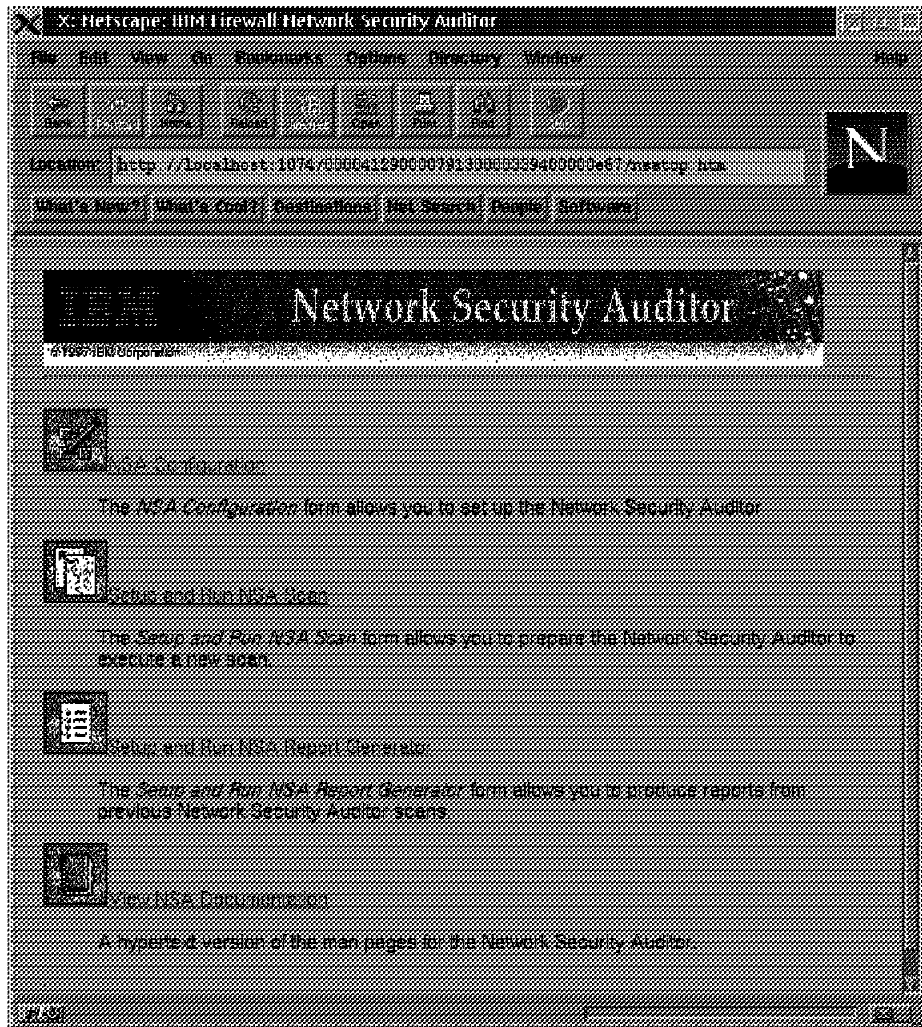 X: Netscape: IBM Firewall Network Security Auditor
File Edit View Go Bookmarks Options Directory Window Help
Back Forward Home Reload Images Open Print Find Stop
Location:
What's New? What's Cool? Destinations Net Search People Software
IBM Network Security Auditor
© 1997 IBM Corporation
NSA Configuration
The NSA Configuration form allows you to set up the Network Security Auditor.
Setup and Run NSA Scan
The Setup and Run NSA Scan form allows you to prepare the Network Security Auditor to
execute a new scan.
Setup and Run NSA Report Generator
The Setup and Run NSA Report Generator form allows you to produce reports from
previous Network Security Auditor scans.
View NSA Documentation
A hypertext version of the man pages for the Network Security Auditor.
N